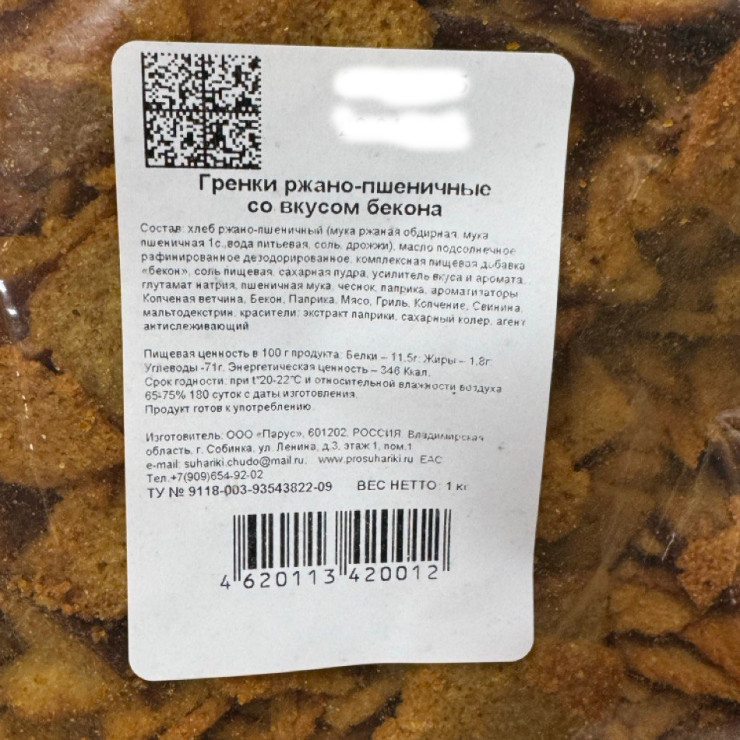 Гренки ржано-пшеничные
со вкусом бекона
Состав: хлеб ржано-пшеничный (мука ржаная обдирная, мука
пшеничная 1с, вода питьевая, соль, дрожжи), масло подсолнечное
рафинированное дезодорированное, комплексная пищевая добавка
«бекон», соль пищевая, сахарная пудра, усилитель вкуса и аромата
глутамат натрия, пшеничная мука, чеснок, паприка, ароматизаторы
Копченая ветчина, Бекон, Паприка, Мясо, Гриль, Копчение, Свинина,
мальтодекстрин, красители: экстракт паприки, сахарный колер, агент
антислеживающий
Пищевая ценность в 100 г продукта: Белки – 11,5г; Жиры – 1,8г;
Углеводы -71г. Энергетическая ценность – 346 Ккал.
Срок годности: при t°20-22°С и относительной влажности воздуха
65-75% 180 суток с даты изготовления.
Продукт готов к употреблению.
Изготовитель: ООО «Парус», 601202, РОССИЯ, Владимирская
область, г. Собинка, ул. Ленина, д.3, этаж 1, пом.1
e-mail: suhariki.chudo@mail.ru, www.prosuhariki.ru EAC
Тел.+7(909)654-92-02
ТУ № 9118-003-93543822-09 ВЕС НЕТТО: 1 кг
4 620113 420012